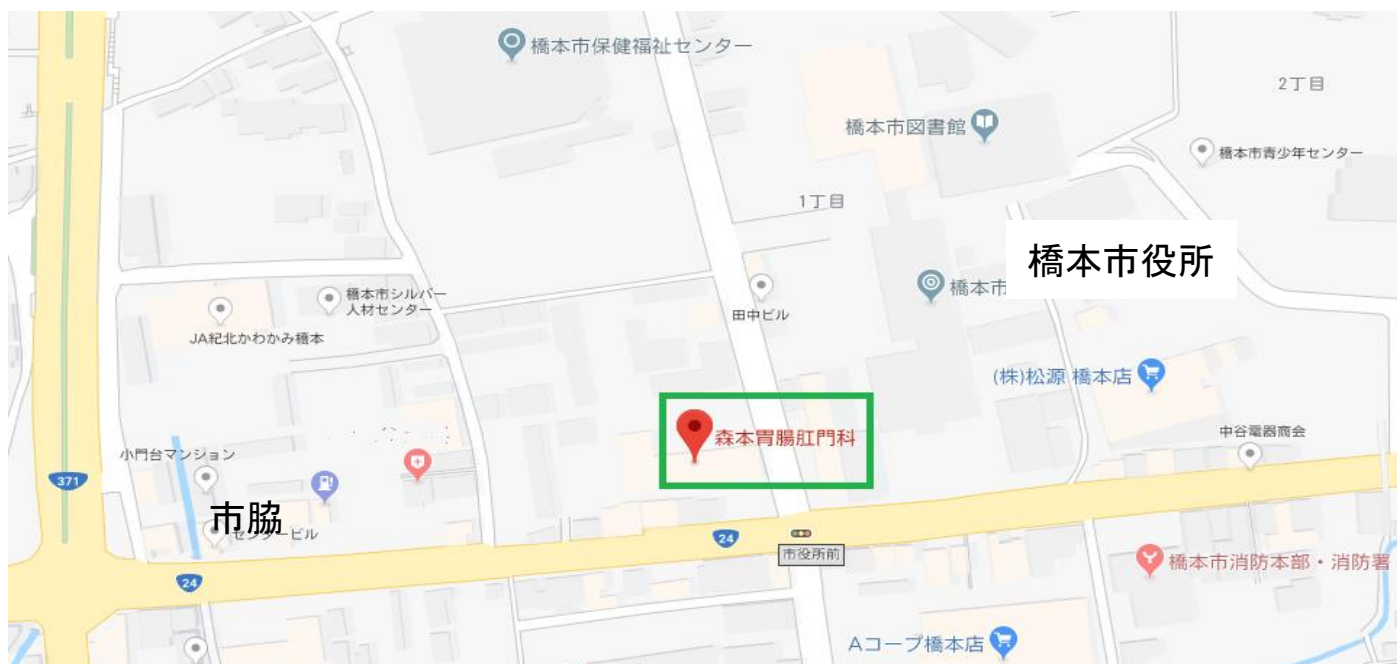 橋本市保健福祉センター
2丁目
橋本市図書館
橋本市青少年センター
1丁目
橋本市役所
橋本市
橋本市シルバー
人材センター
JA紀北かわかみ橋本
田中ビル
(株)松源 橋本店
森本胃腸肛門科
中谷電器商会
小門台マンション
371
市脇
センタービル
24
市役所前
24
橋本市消防本部・消防署
Aコープ橋本店